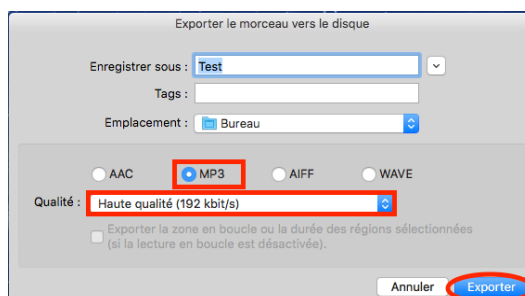 Exporter le morceau vers le disque
Enregistrer sous : Test
Tags :
Emplacement : Bureau
AAC MP3 AIFF WAVE
Qualité : Haute qualité (192 kbit/s)
Exporter la zone en boucle ou la durée des régions sélectionnées
(si la lecture en boucle est désactivée).
Annuler Exporter